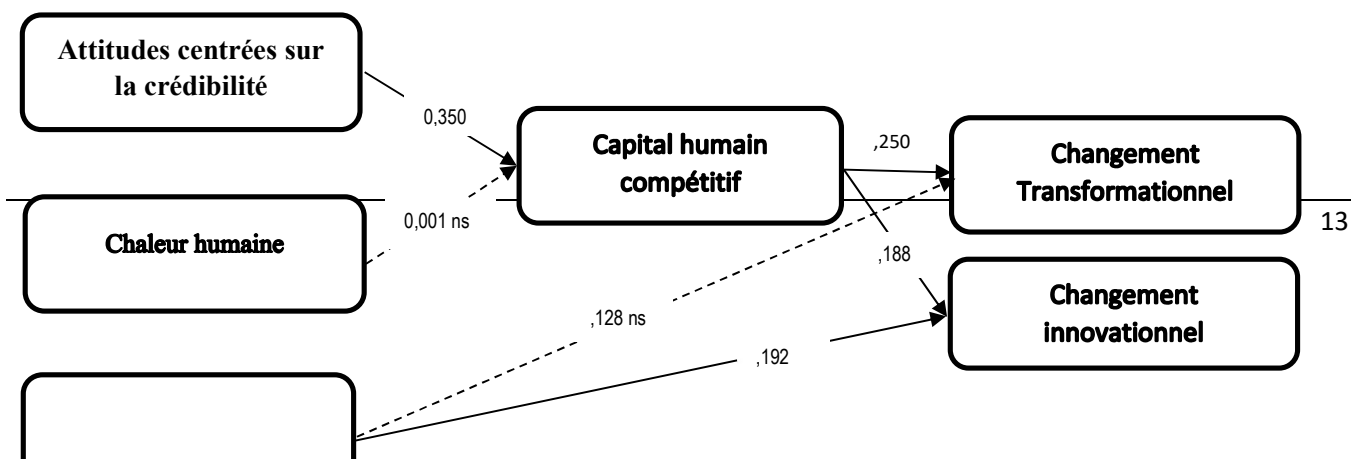 Attitudes centrées sur
la crédibilité
0,350
Capital humain
compétitif
,250
Changement
Transformationnel
Chaleur humaine
0,001 ns
13
,188
Changement
innovationnel
,128 ns
,192